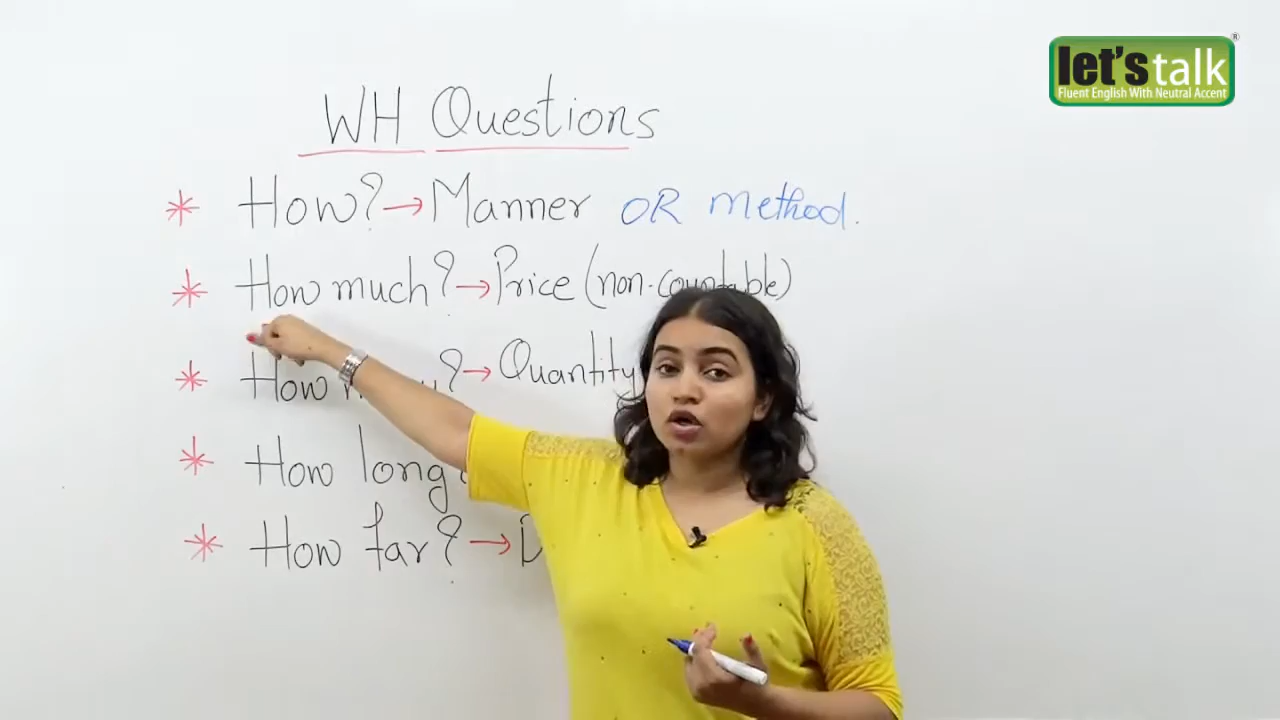 let's talk ®
Fluent English With Neutral Accent
WH Questions
* How? → Manner OR method.
* How much? → Price (non-countable)
* How ? → Quantity
* How long
* How far? →